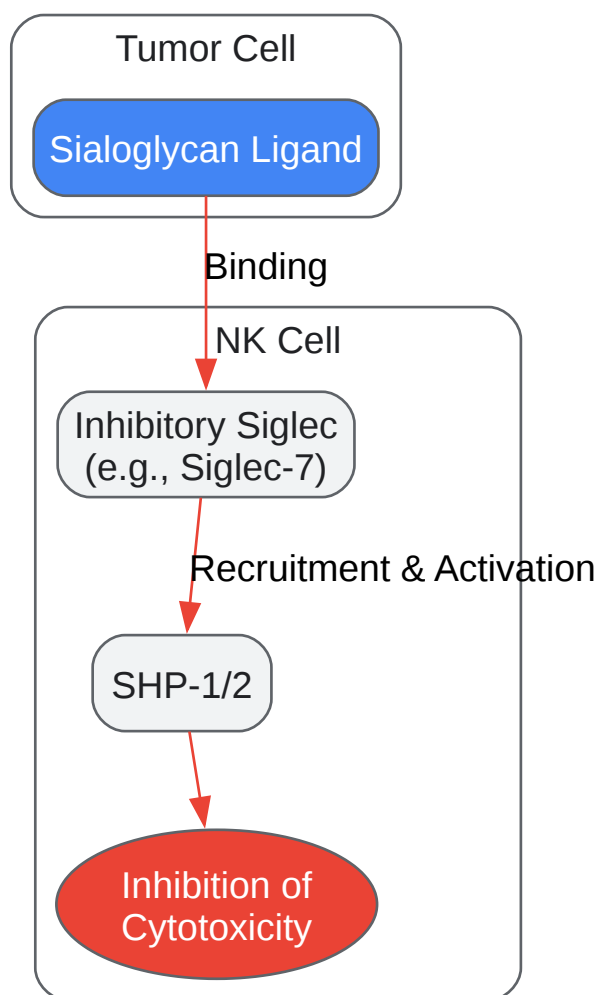 Tumor Cell
Sialoglycan Ligand
Binding
NK Cell
Inhibitory Siglec
(e.g., Siglec-7)
Recruitment & Activation
SHP-1/2
Inhibition of
Cytotoxicity